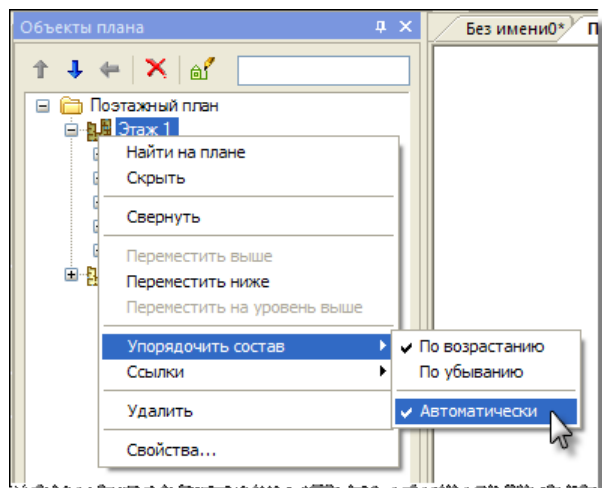 Объекты плана
Без имени0*
П
Поэтажный план
Этаж 1
Найти на плане
Скрыть
Свернуть
Переместить выше
Переместить ниже
Переместить на уровень выше
Упорядочить состав
По возрастанию
Ссылки
По убыванию
Удалить
Автоматически
Свойства...